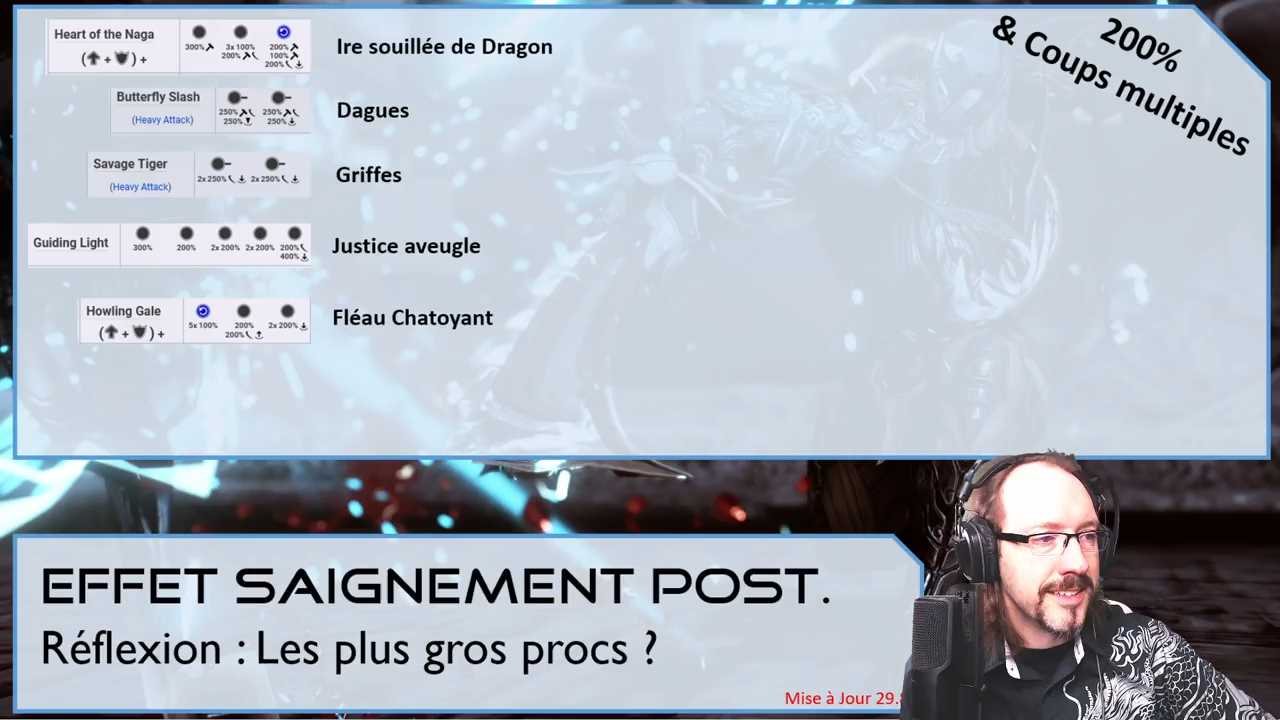 200%
& Coups multiples
Heart of the Naga
( + ) +
300%
3x 100%
200%
200%
100%
200%
Ire souillée de Dragon
Butterfly Slash
(Heavy Attack)
250%
250%
250%
250%
Dagues
Savage Tiger
(Heavy Attack)
2x 250%
2x 250%
Griffes
Guiding Light
300%
200%
2x 200%
2x 200%
200%
400%
Justice aveugle
Howling Gale
( + ) +
5x 100%
200%
200%
2x 200%
Fléau Chatoyant
EFFET SAIGNEMENT POST.
Réflexion : Les plus gros procs ?
Mise à Jour 29.